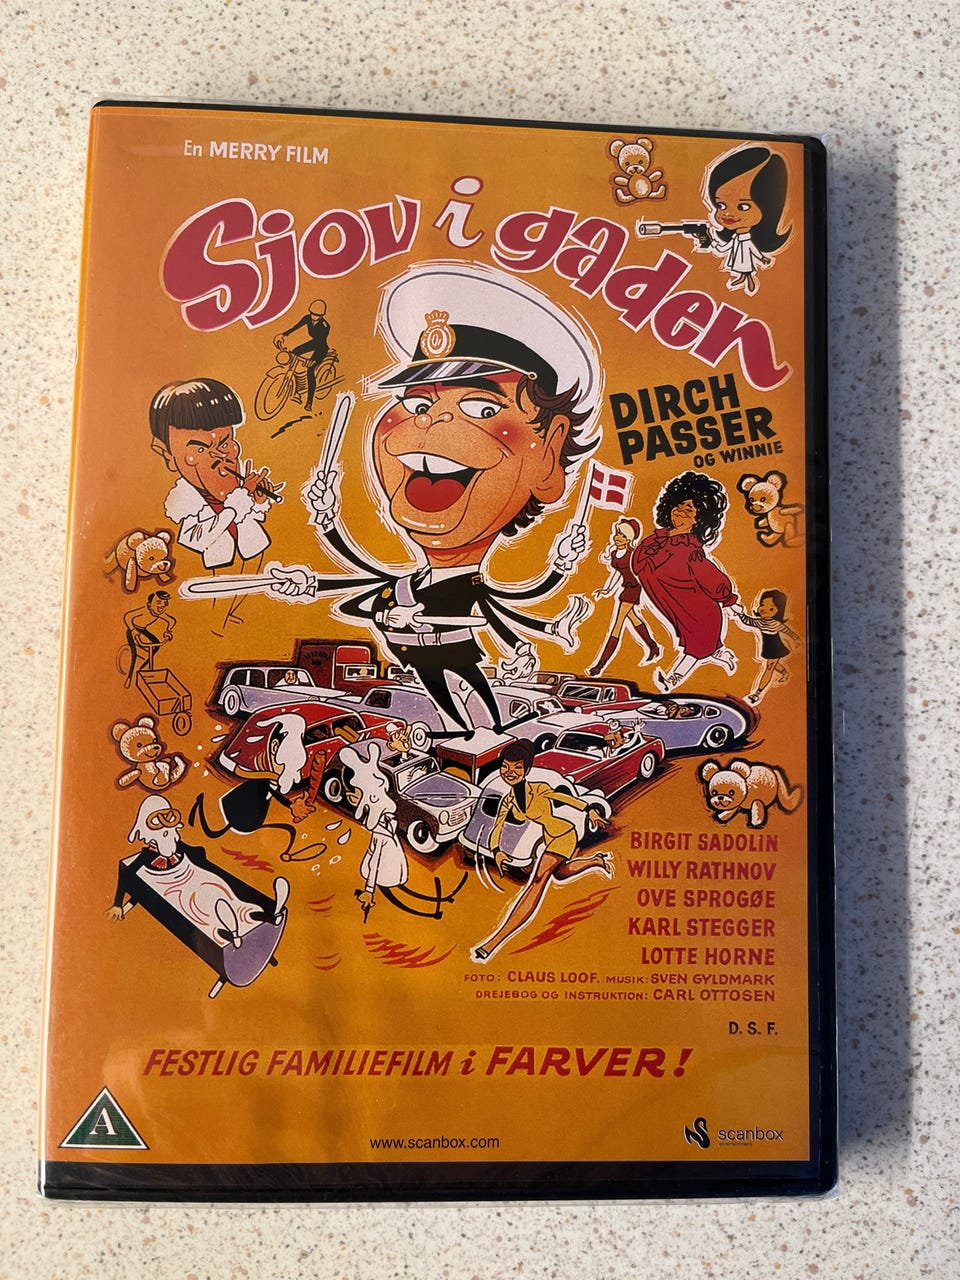 En MERRY FILM
Sjov i gaden
DIRCH
PASSER
OG WINNIE
BIRGIT SADOLIN
WILLY RATHNOV
OVE SPROGØE
KARL STEGGER
LOTTE HORNE
FOTO: CLAUS LOOF. MUSIK: SVEN GYLDMARK
DREJEBOG OG INSTRUKTION: CARL OTTOSEN
D. S. F.
FESTLIG FAMILIEFILM i FARVER!
A
www.scanbox.com
scanbox
entertainment